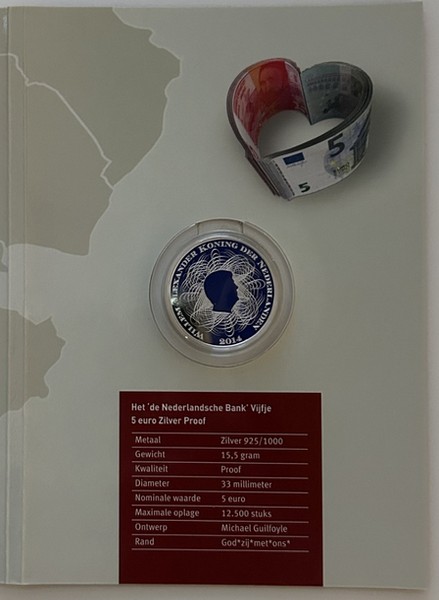 5
5
WILLEM-ALEXANDER KONING DER NEDERLANDEN
2014
Het 'de Nederlandsche Bank' Vijfje
5 euro Zilver Proof
Metaal Zilver 925/1000
Gewicht 15,5 gram
Kwaliteit Proof
Diameter 33 millimeter
Nominale waarde 5 euro
Maximale oplage 12.500 stuks
Ontwerp Michael Guilfoyle
Rand God*zij*met*ons*